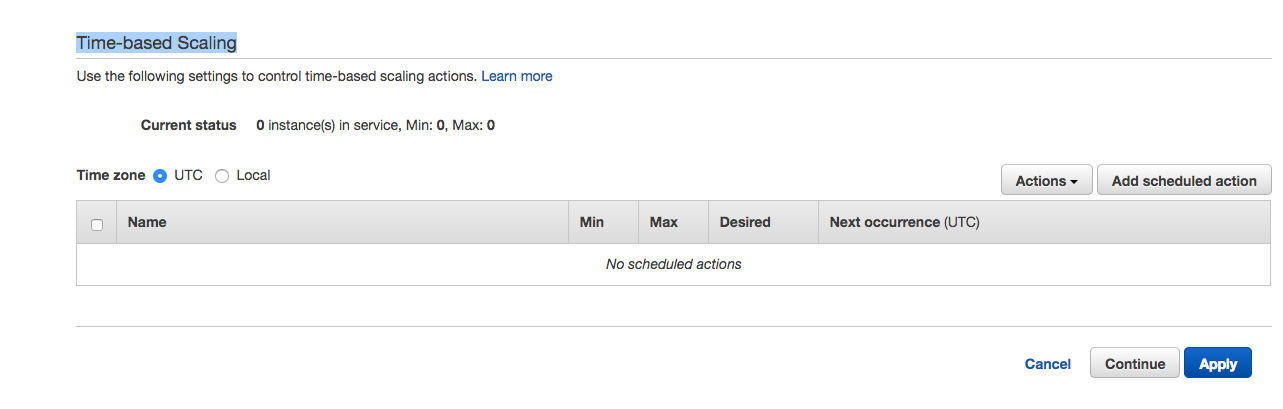 Time-based Scaling
Use the following settings to control time-based scaling actions. Learn more
Current status 0 instance(s) in service, Min: 0, Max: 0
Time zone UTC Local
Actions Add scheduled action
Name Min Max Desired Next occurrence (UTC)
No scheduled actions
Cancel Continue Apply